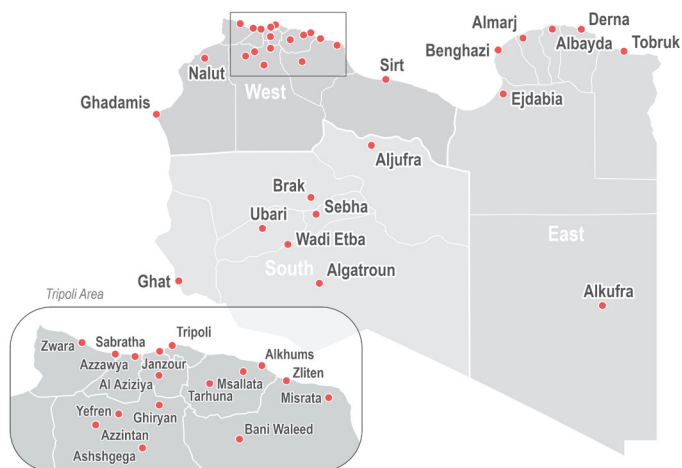 Almarj
Derna
Benghazi
Albayda
Tobruk
Nalut
Sirt
West
Ghadamis
Ejdabia
Aljufra
Brak
Sebha
Ubari
Wadi Etba
East
South
Ghat
Algatroun
Alkufra
Tripoli Area
Tripoli
Zwara
Sabratha
Alkhums
Azzawya
Janzour
Zliten
Al Aziziya
Msallata
Tarhuna
Misrata
Yefren
Ghiryan
Azzintan
Bani Waleed
Ashshgega